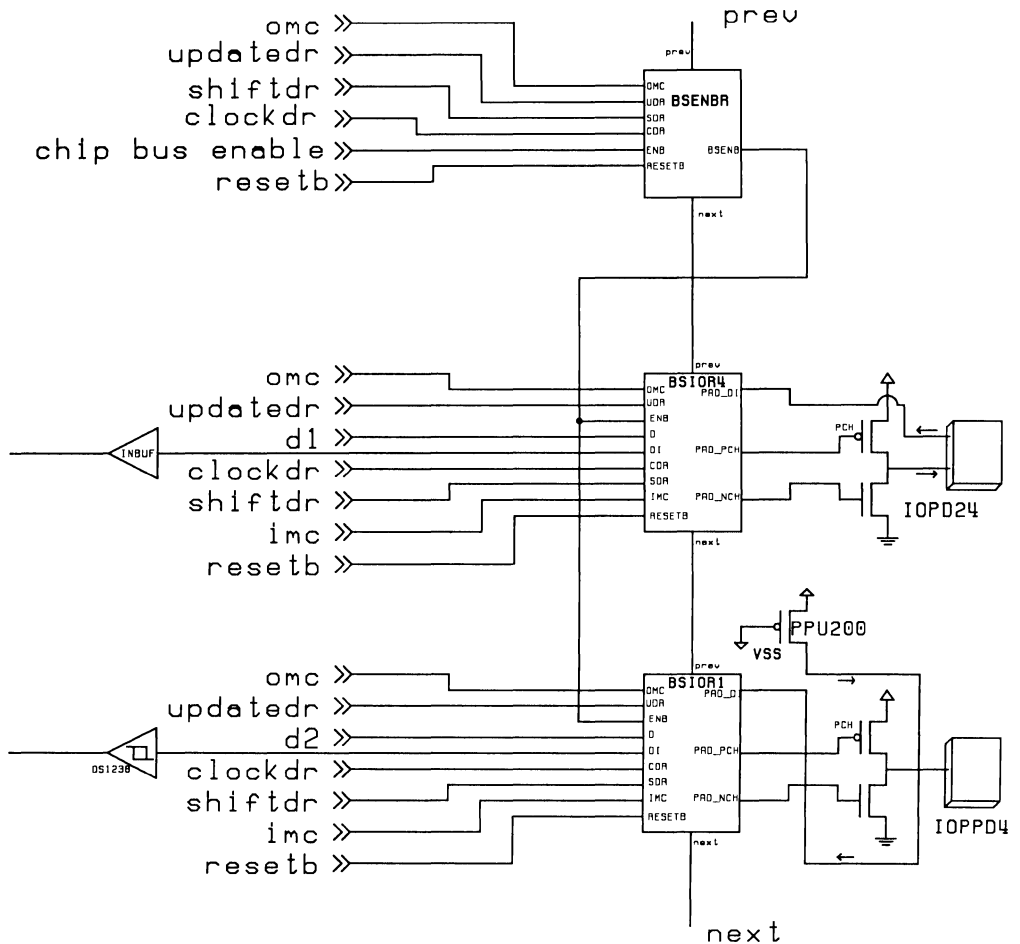 prev
omc
updatedr
shiftdr
clockdr
chip bus enable
resetb
prev
OMC
UDR
SDR
CDR
ENB
RESETB
BSENBR
BSENB
next
omc
updatedr
d1
clockdr
shiftdr
imc
resetb
INBUF
prev
BSIOR4
OMC
UDR
ENB
D
DI
CDR
SDR
IMC
RESETB
PAD_DI
PAD_PCH
PAD_NCH
next
PCH
IOPD24
PPU200
VSS
omc
updatedr
d2
clockdr
shiftdr
imc
resetb
DS1238
prev
BSIOR1
OMC
UDR
ENB
D
DI
CDR
SDR
IMC
RESETB
PAD_DI
PAD_PCH
PAD_NCH
next
PCH
IOPPD4
next